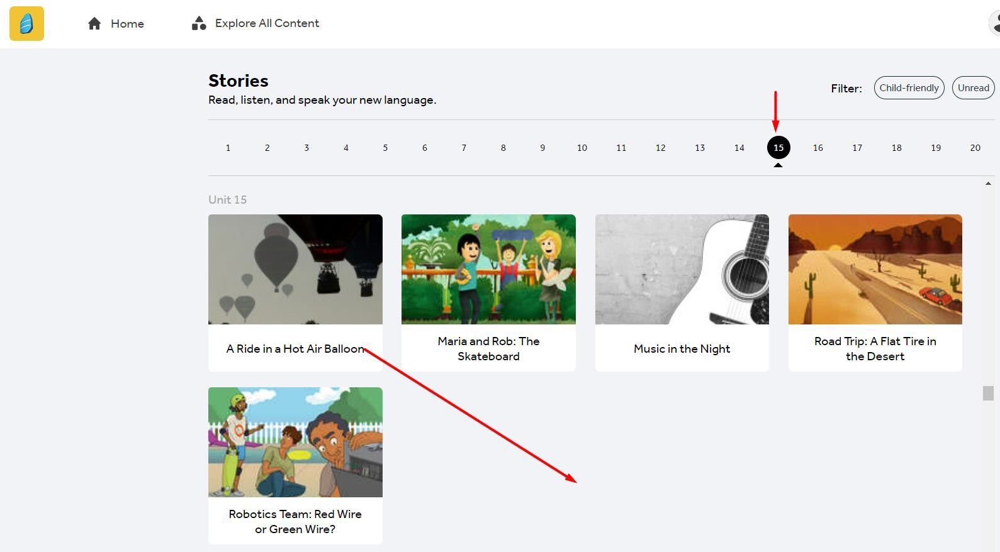 Home
Explore All Content
Stories
Read, listen, and speak your new language.
Filter:
Child-friendly
Unread
1 2 3 4 5 6 7 8 9 10 11 12 13 14 15 16 17 18 19 20
Unit 15
A Ride in a Hot Air Balloon
Maria and Rob: The
Skateboard
Music in the Night
Road Trip: A Flat Tire in
the Desert
Robotics Team: Red Wire
or Green Wire?